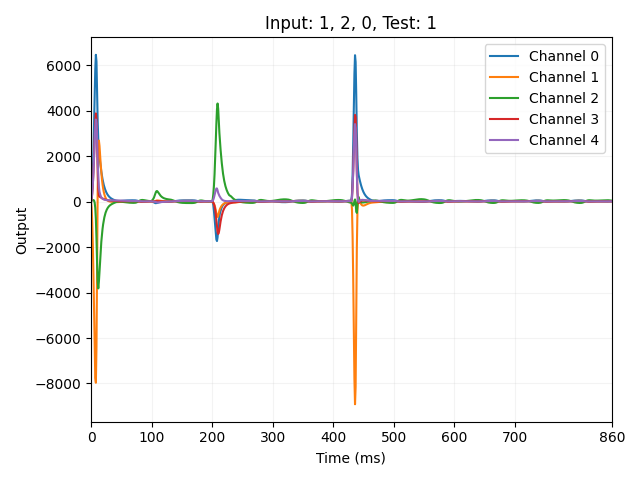 Input: 1, 2, 0, Test: 1
Channel 0
Channel 1
Channel 2
Channel 3
Channel 4
6000
4000
2000
0
−2000
−4000
−6000
−8000
Output
0 100 200 300 400 500 600 700 860
Time (ms)